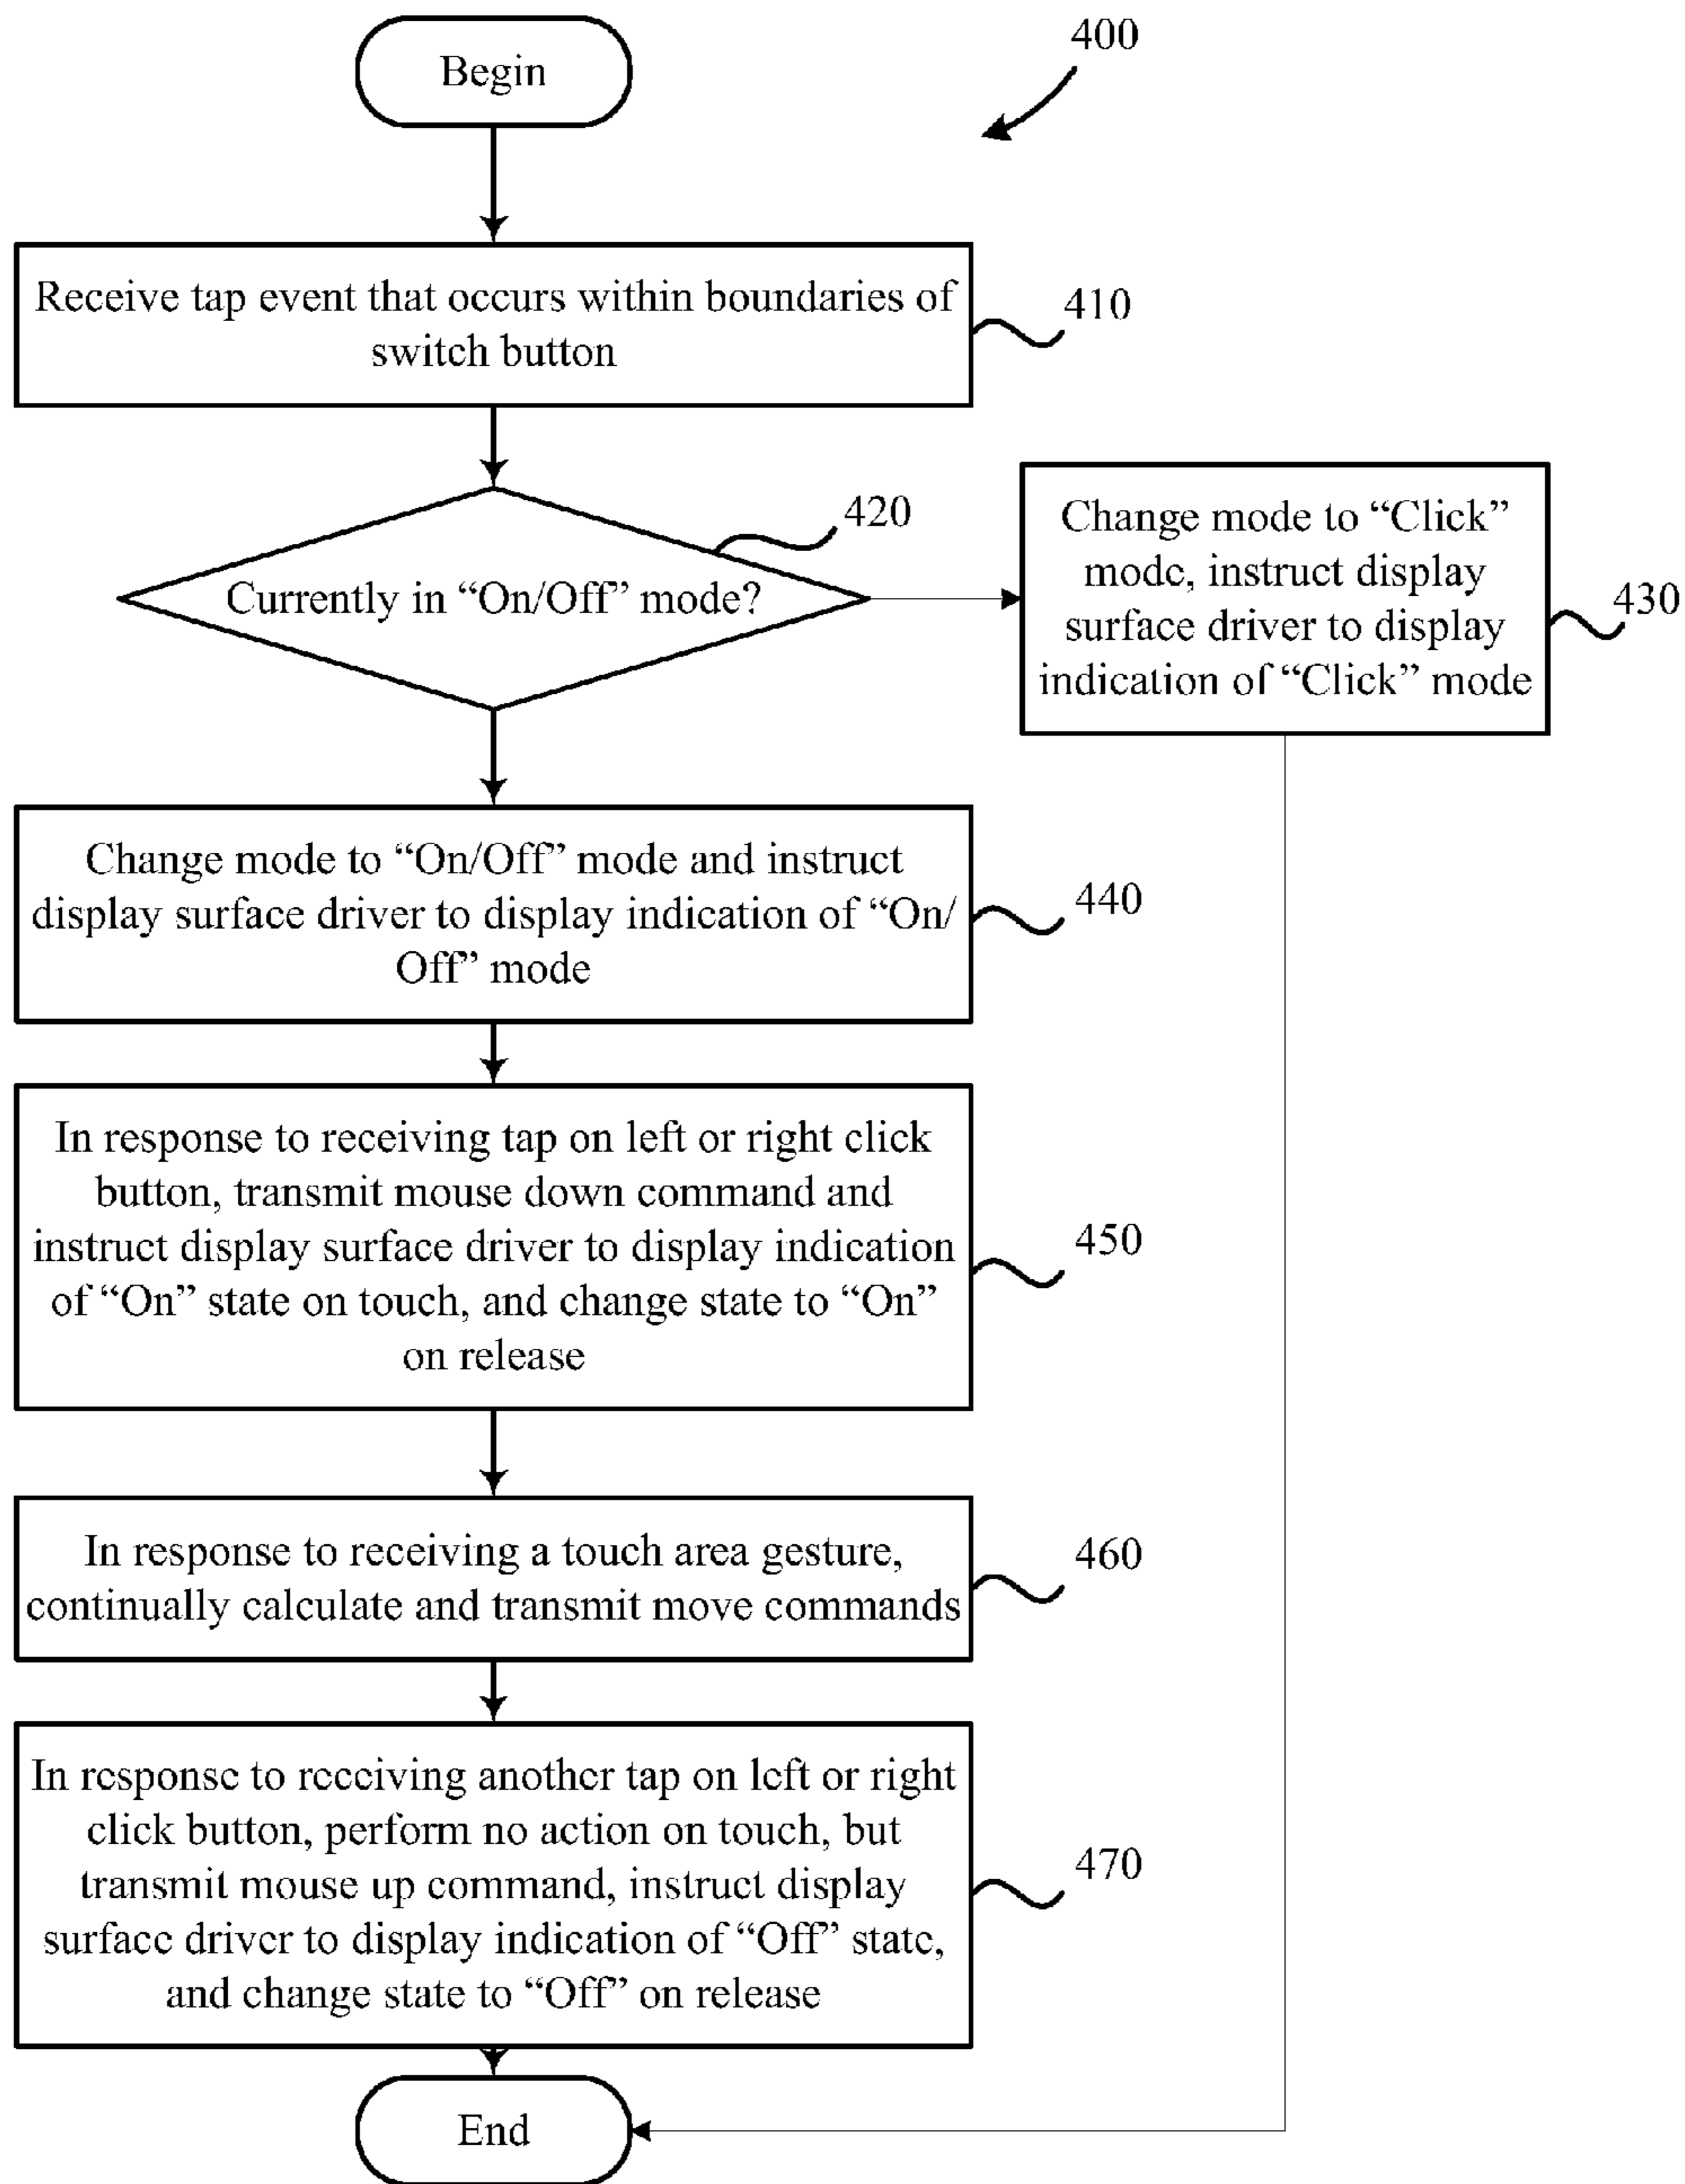 Begin
400
Receive tap event that occurs within boundaries of
switch button
410
Currently in “On/Off” mode?
420
Change mode to “Click”
mode, instruct display
surface driver to display
indication of “Click” mode
430
Change mode to “On/Off” mode and instruct
display surface driver to display indication of “On/
Off” mode
440
In response to receiving tap on left or right click
button, transmit mouse down command and
instruct display surface driver to display indication
of “On” state on touch, and change state to “On”
on release
450
In response to receiving a touch area gesture,
continually calculate and transmit move commands
460
In response to receiving another tap on left or right
click button, perform no action on touch, but
transmit mouse up command, instruct display
surface driver to display indication of “Off” state,
and change state to “Off” on release
470
End